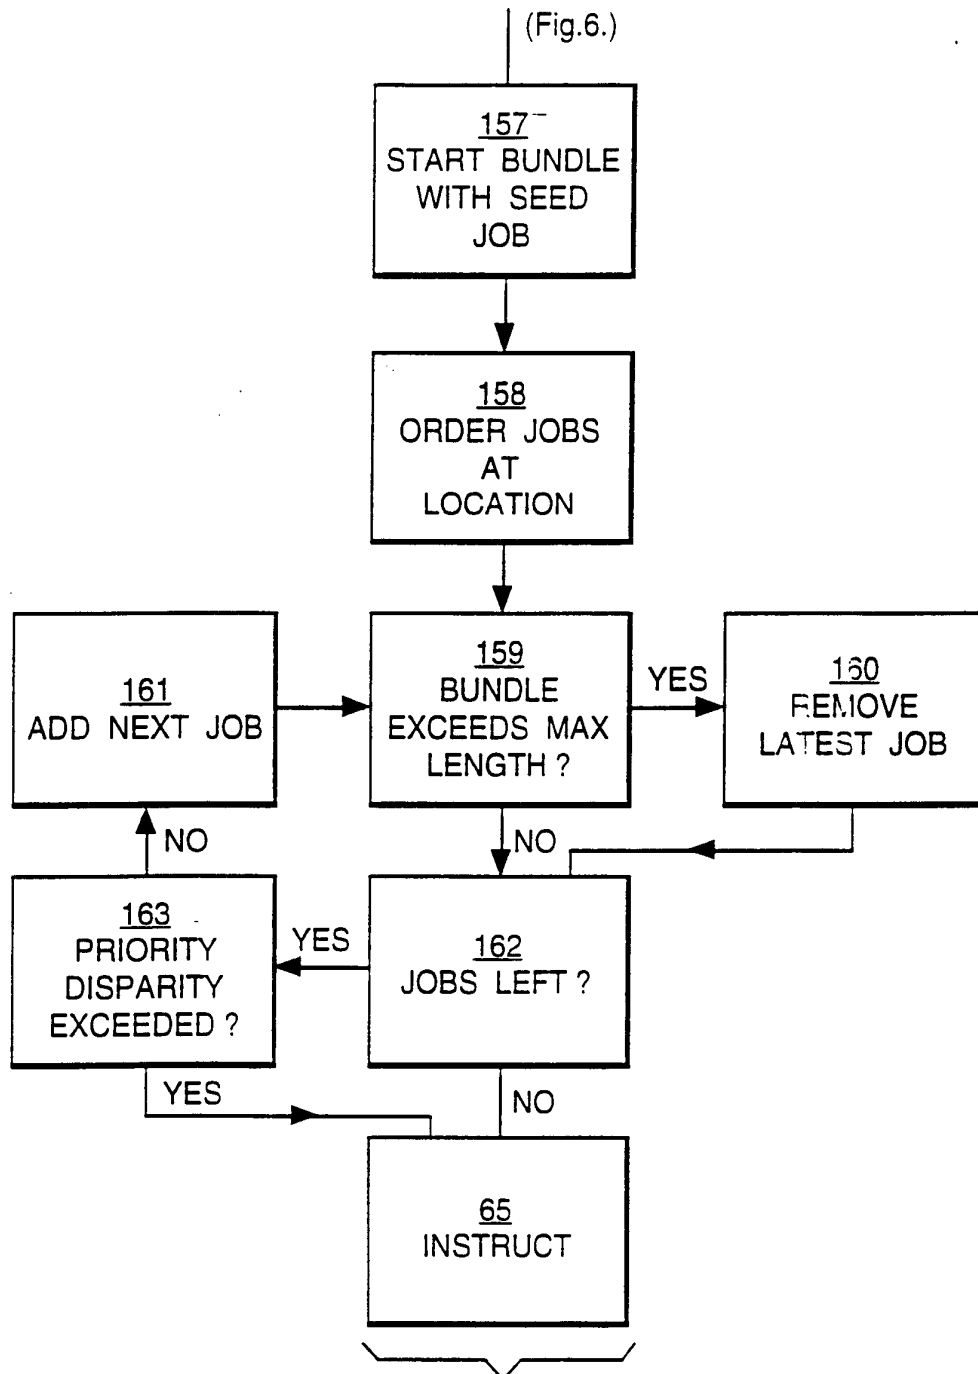 (Fig.6.)
157
START BUNDLE
WITH SEED
JOB
158
ORDER JOBS
AT
LOCATION
161
ADD NEXT JOB
159
BUNDLE
EXCEEDS MAX
LENGTH ?
YES
160
REMOVE
LATEST JOB
NO
NO
163
PRIORITY
DISPARITY
EXCEEDED ?
YES
162
JOBS LEFT ?
YES
NO
65
INSTRUCT